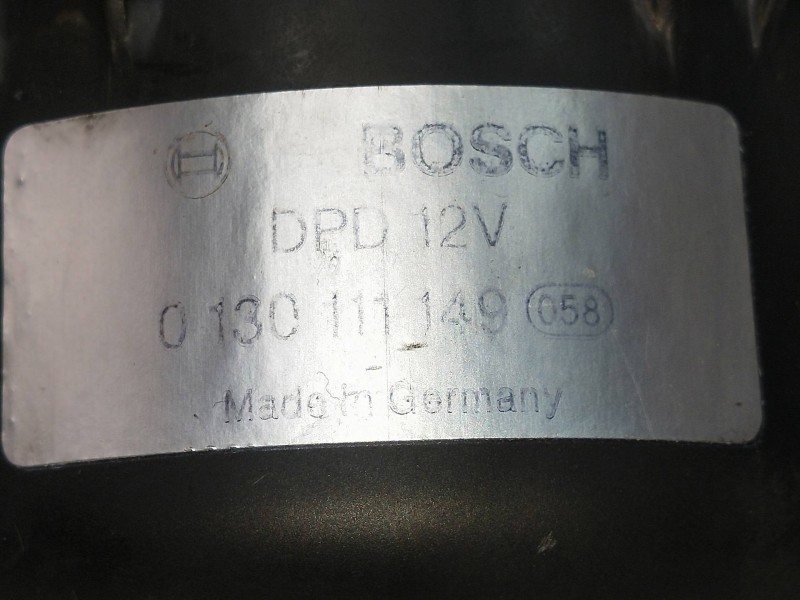 BOSCH
DPD 12V
0 130 111 149 058
Made in Germany